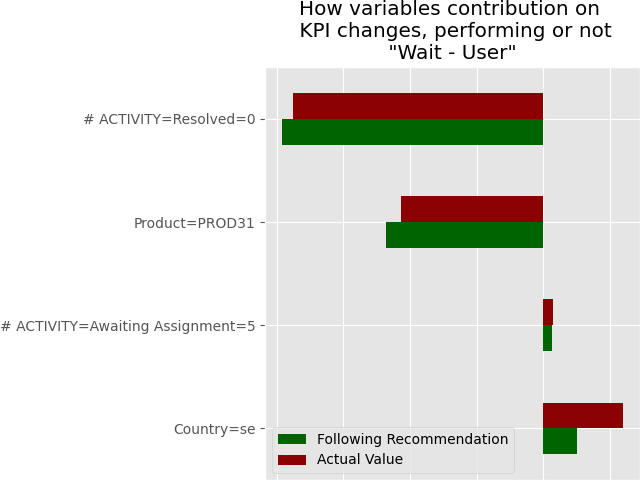 How variables contribution on
KPI changes, performing or not
"Wait - User"
# ACTIVITY=Resolved=0
Product=PROD31
# ACTIVITY=Awaiting Assignment=5
Country=se
Following Recommendation
Actual Value